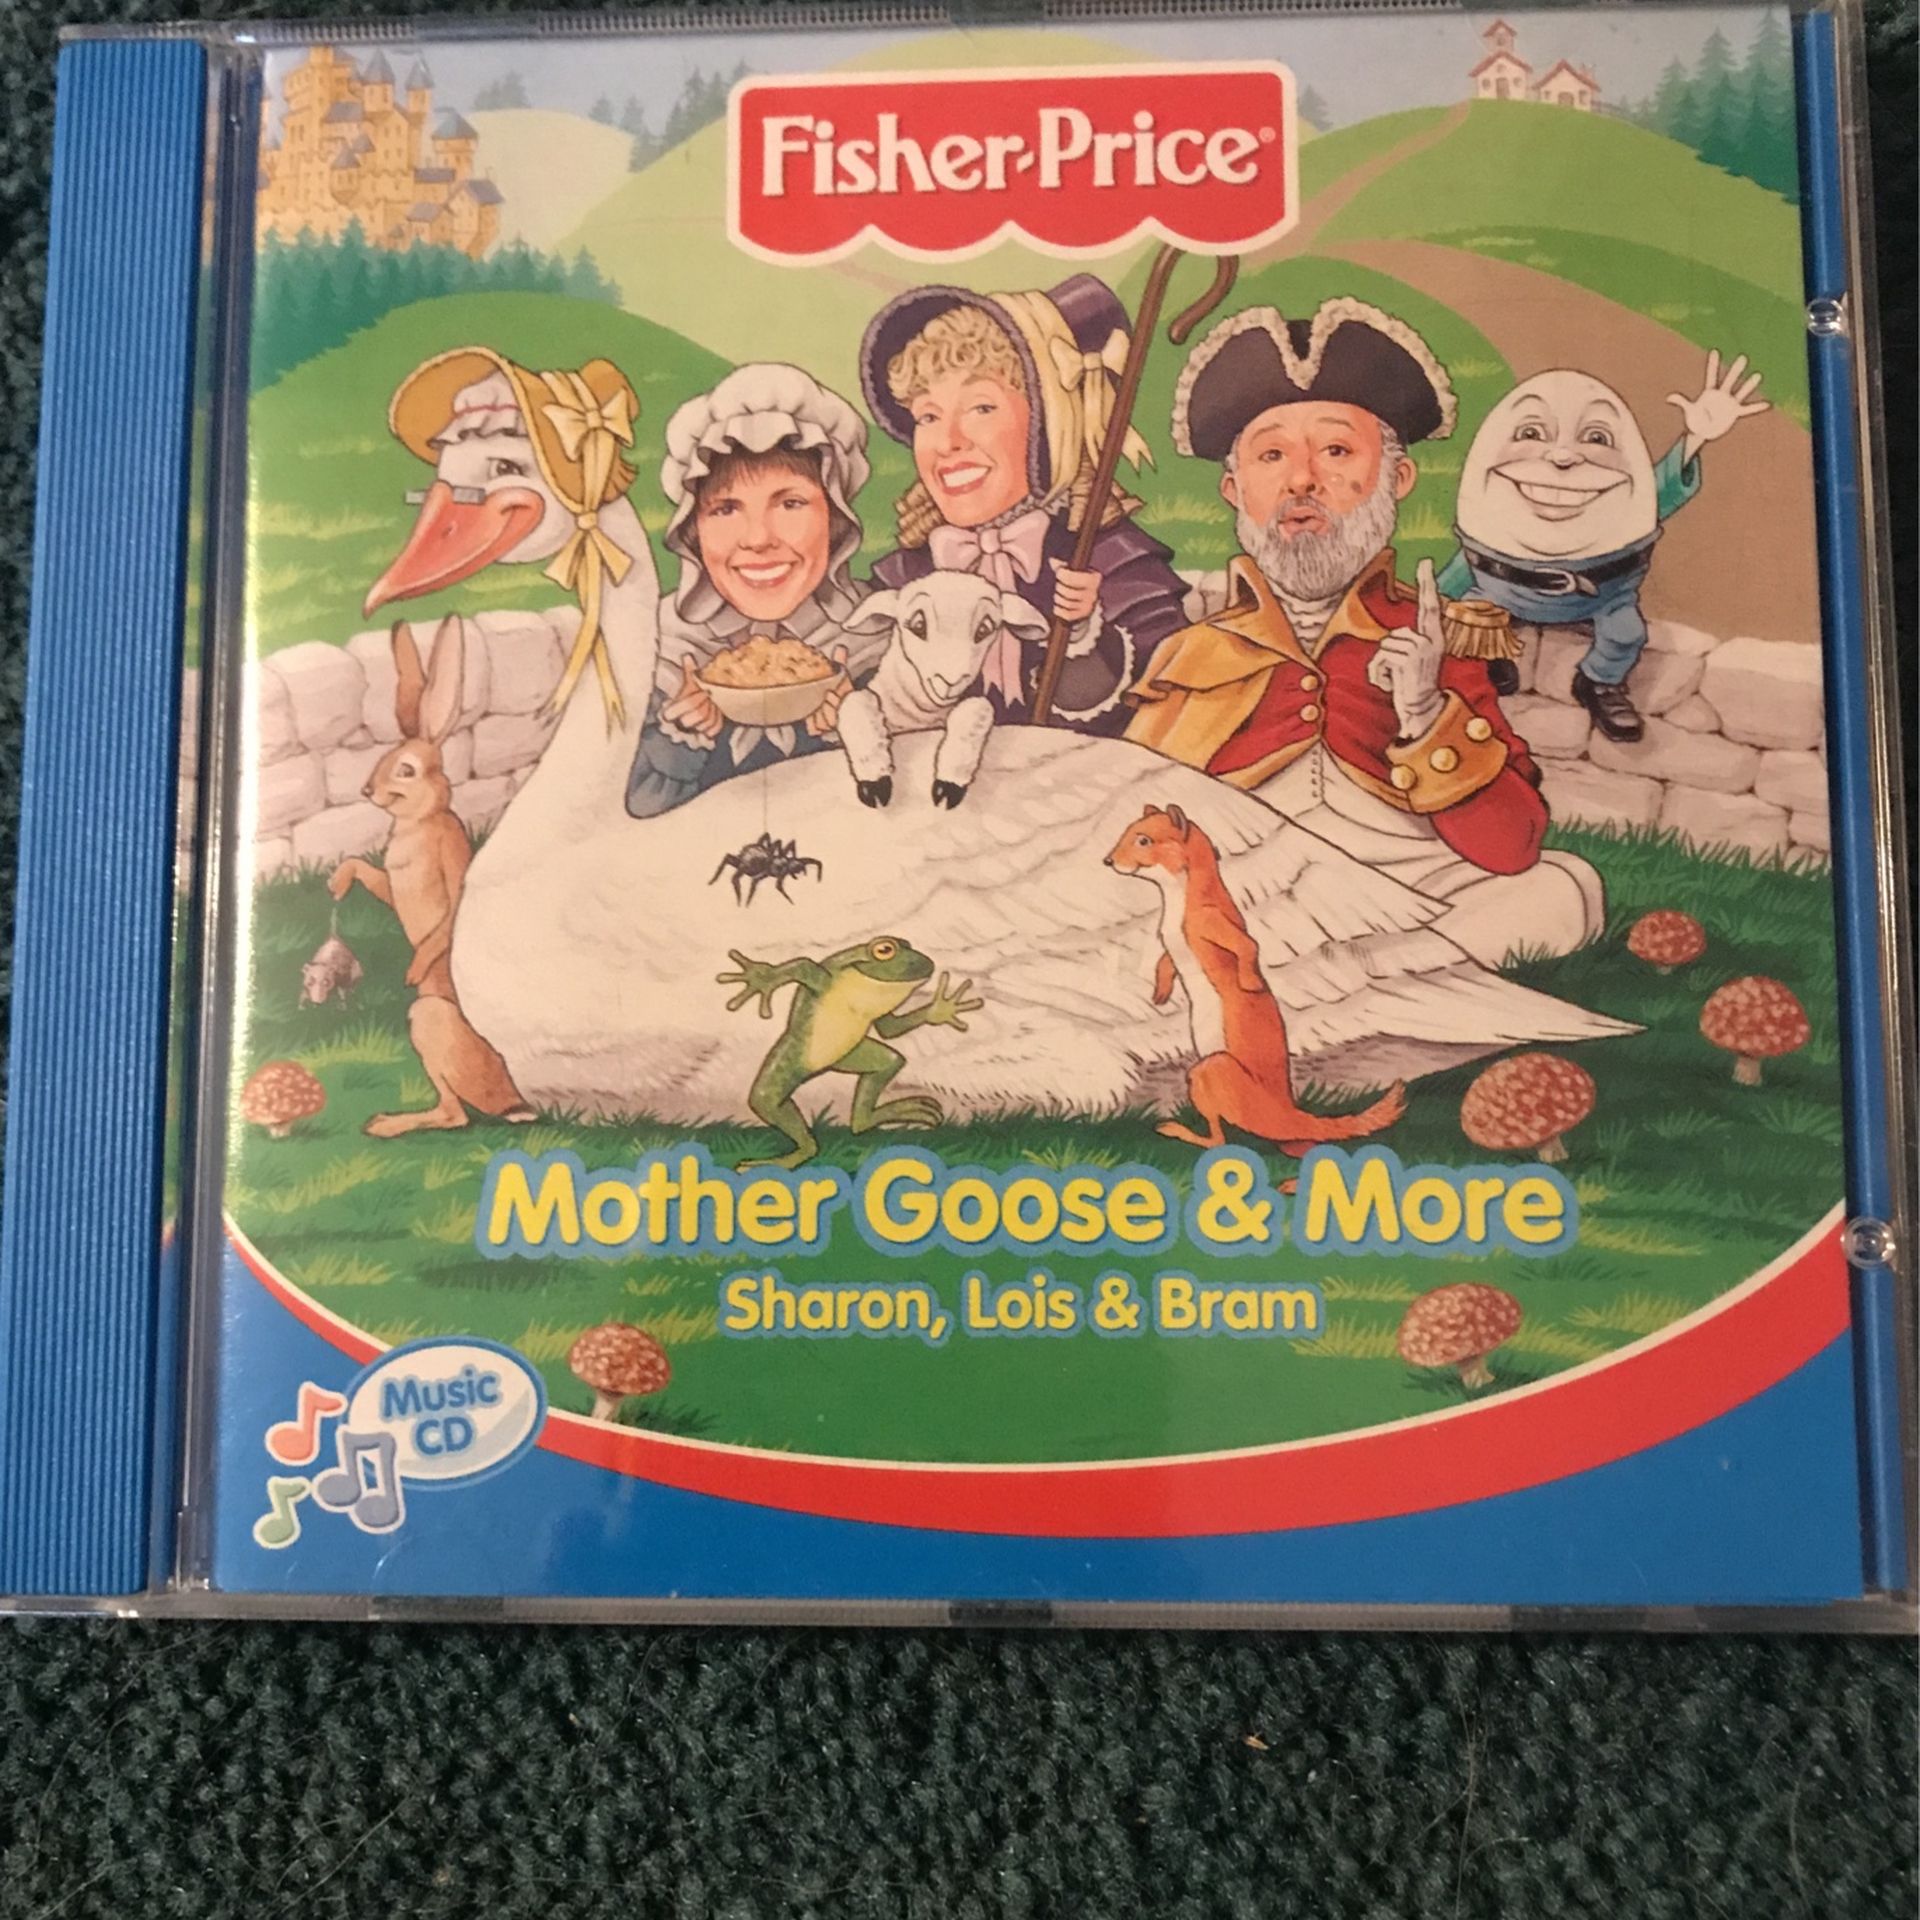 Fisher-Price®
Mother Goose & More
Sharon, Lois & Bram
Music
CD